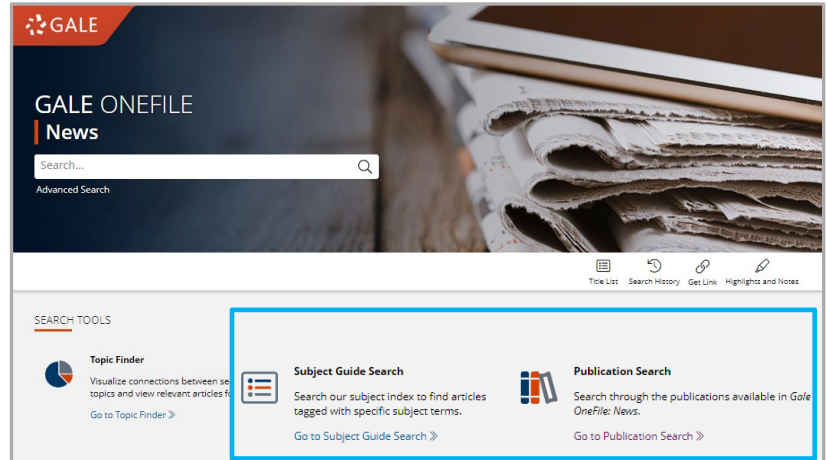 GALE
GALE ONEFILE
News
Search...
Advanced Search
Title List
Search History
Get Link
Highlights and Notes
SEARCH TOOLS
Topic Finder
Visualize connections between se
topics and view relevant articles f
Go to Topic Finder »
Subject Guide Search
Search our subject index to find articles
tagged with specific subject terms.
Go to Subject Guide Search »
Publication Search
Search through the publications available in Gale
OneFile: News.
Go to Publication Search »